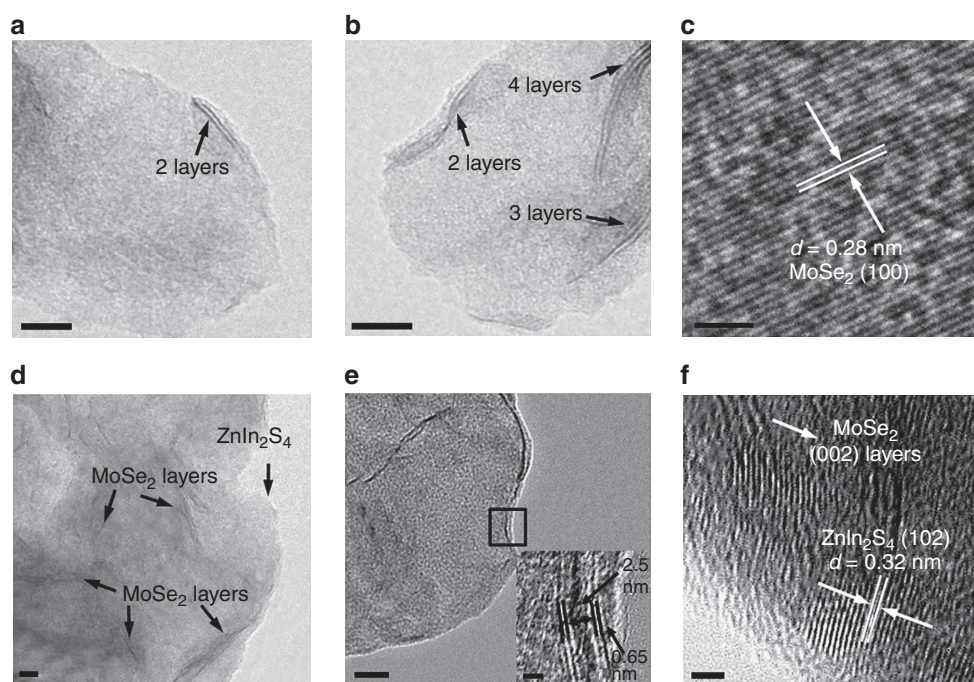 a
2 layers
b
4 layers
2 layers
3 layers
c
d = 0.28 nm
MoSe₂ (100)
d
ZnIn₂S₄
MoSe₂ layers
MoSe₂ layers
e
2.5
nm
0.65
nm
f
MoSe₂
(002) layers
ZnIn₂S₄ (102)
d = 0.32 nm